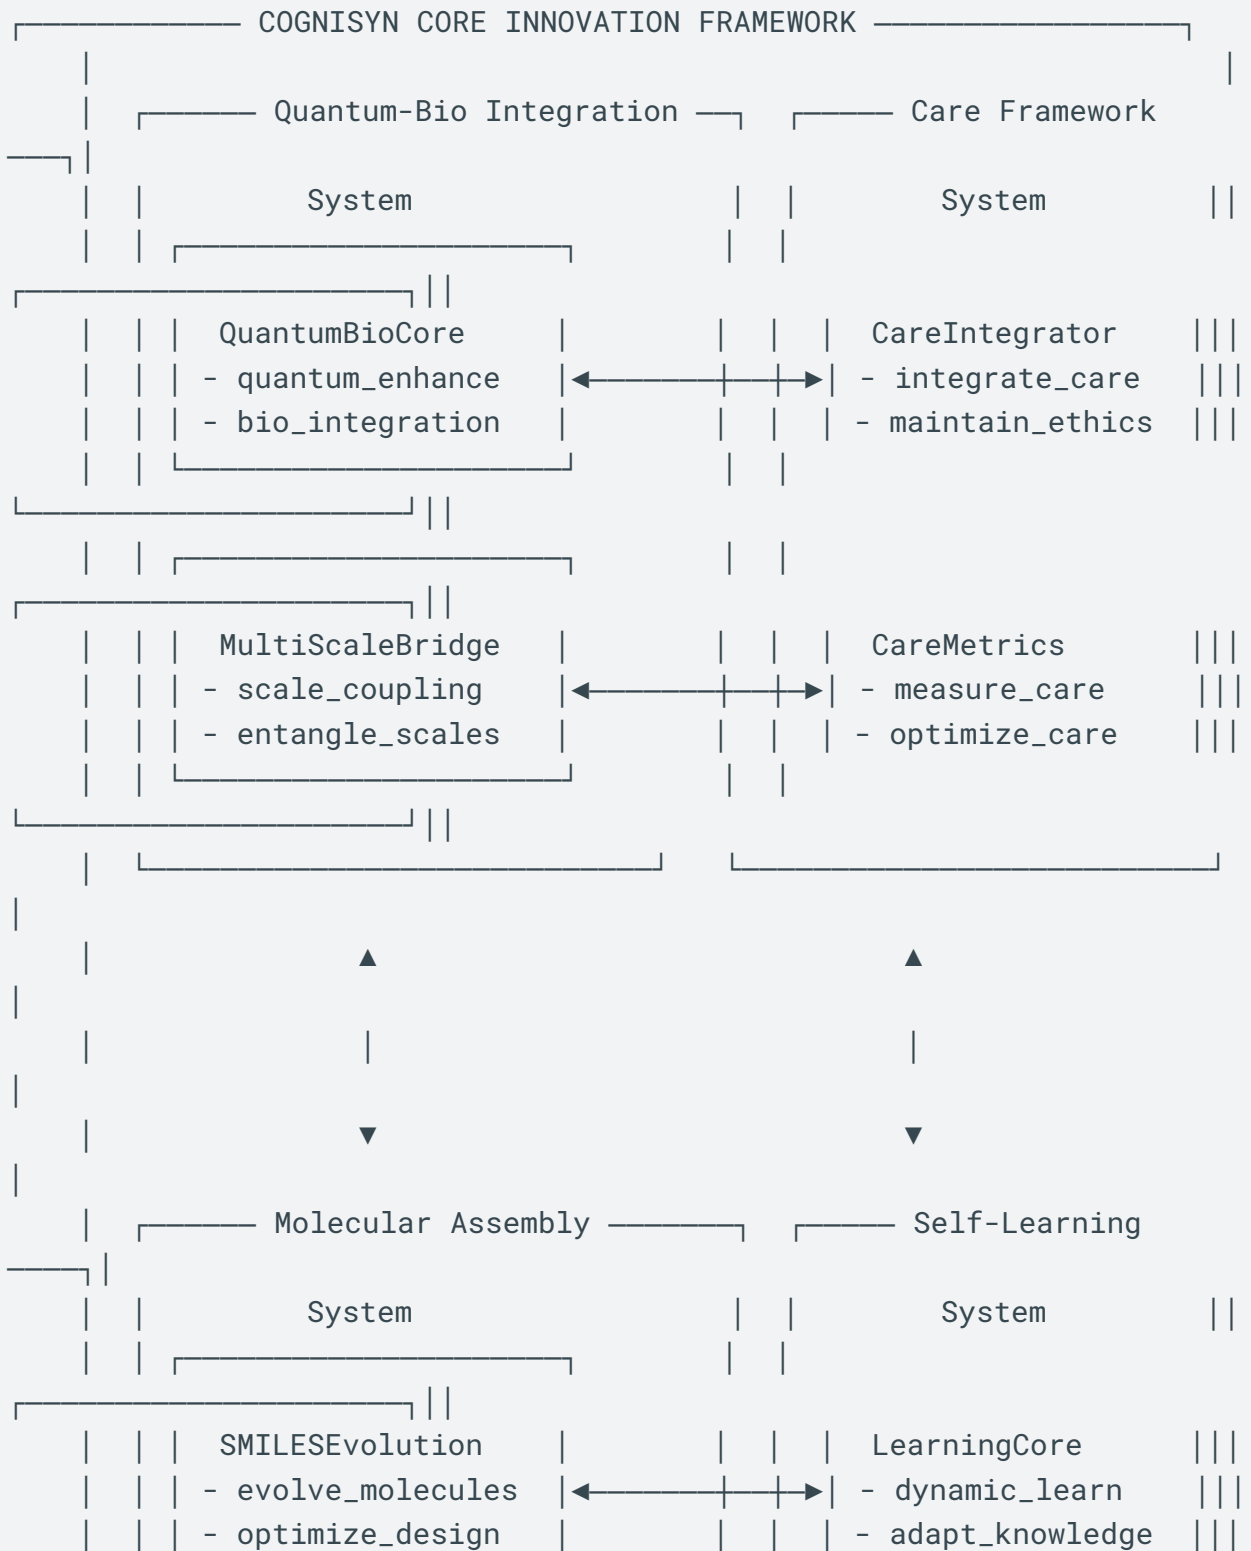 COGNISYN CORE INNOVATION FRAMEWORK
Quantum-Bio Integration Care Framework
System System
QuantumBioCore CareIntegrator
- quantum_enhance - integrate_care
- bio_integration - maintain_ethics
MultiScaleBridge CareMetrics
- scale_coupling - measure_care
- entangle_scales - optimize_care
Molecular Assembly Self-Learning
System System
SMILESEvolution LearningCore
- evolve_molecules - dynamic_learn
- optimize_design - adapt_knowledge